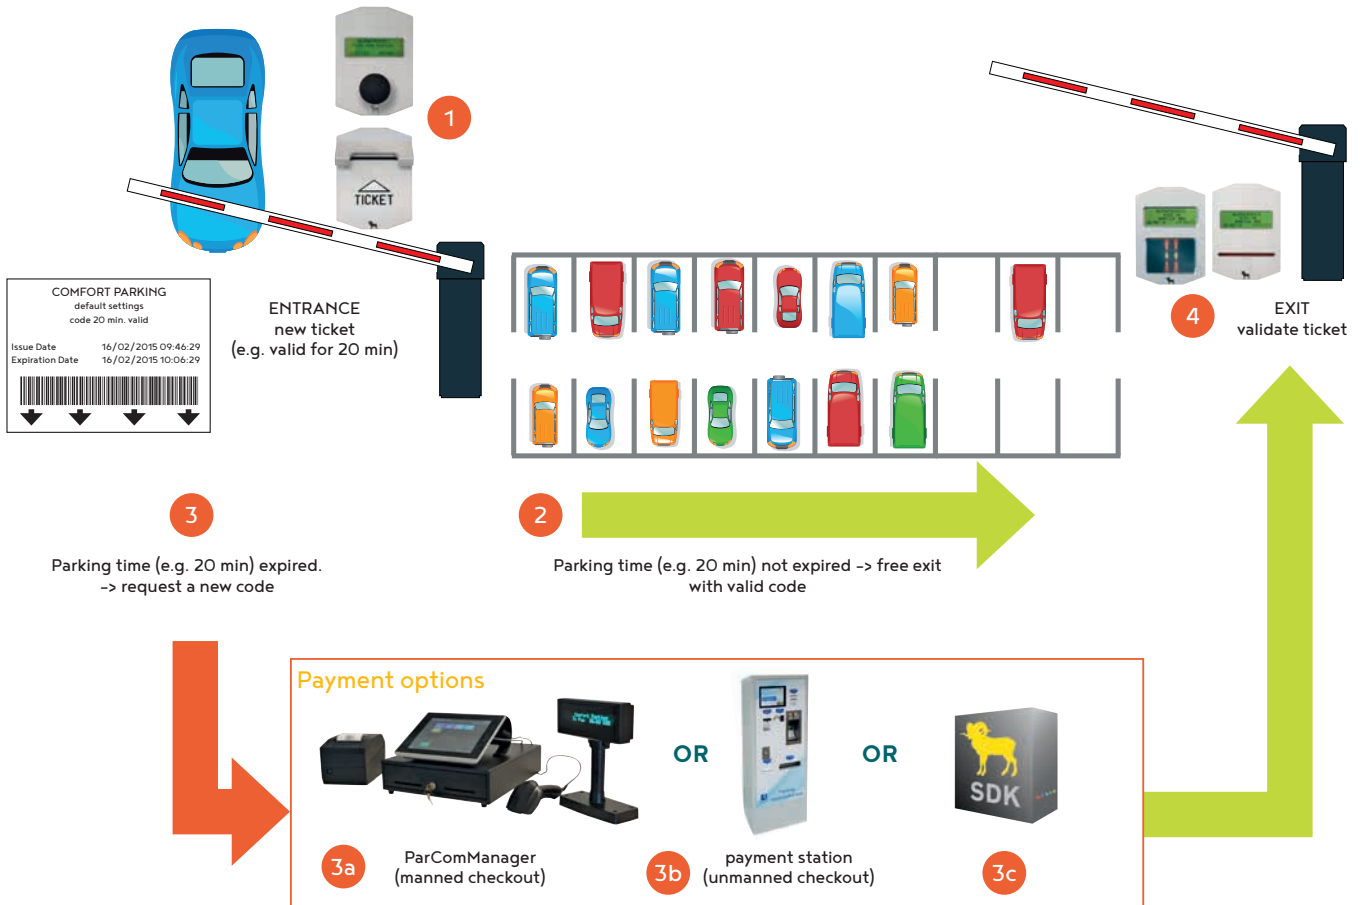 1
TICKET
COMFORT PARKING
default settings
code 20 min. valid
Issue Date 16/02/2015 09:46:29
Expiration Date 16/02/2015 10:06:29
ENTRANCE
new ticket
(e.g. valid for 20 min)
4
EXIT
validate ticket
3
Parking time (e.g. 20 min) expired.
-> request a new code
2
Parking time (e.g. 20 min) not expired -> free exit
with valid code
Payment options
OR
OR
SDK
3a
ParComManager
(manned checkout)
3b
payment station
(unmanned checkout)
3c